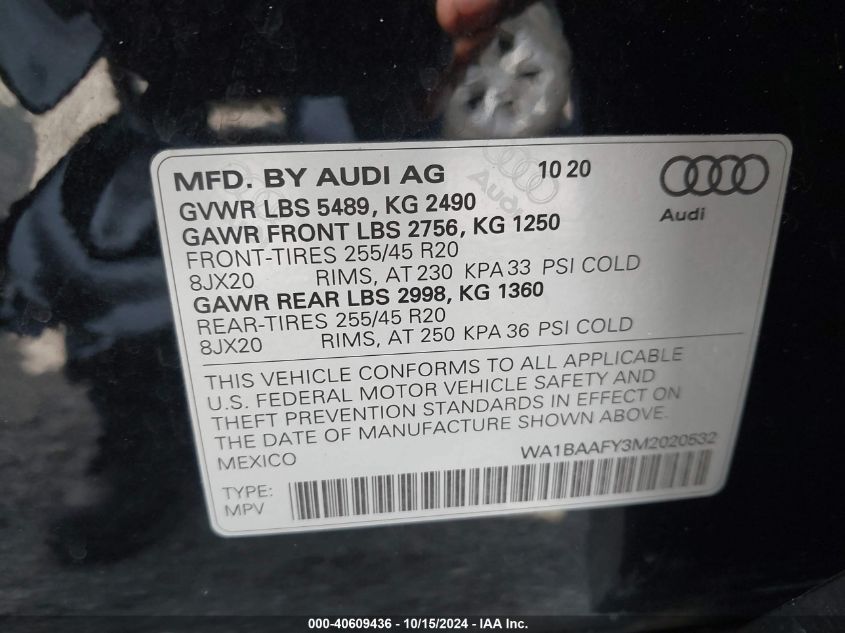 MFD. BY AUDI AG 10 20
Audi
GVWR LBS 5489, KG 2490
GAWR FRONT LBS 2756, KG 1250
FRONT-TIRES 255/45 R20
8JX20 RIMS, AT 230 KPA 33 PSI COLD
GAWR REAR LBS 2998, KG 1360
REAR-TIRES 255/45 R20
8JX20 RIMS, AT 250 KPA 36 PSI COLD
THIS VEHICLE CONFORMS TO ALL APPLICABLE
U.S. FEDERAL MOTOR VEHICLE SAFETY AND
THEFT PREVENTION STANDARDS IN EFFECT ON
THE DATE OF MANUFACTURE SHOWN ABOVE.
MEXICO WA1BAAFY3M2020532
TYPE:
MPV
000-40609436 - 10/15/2024 - IAA Inc.